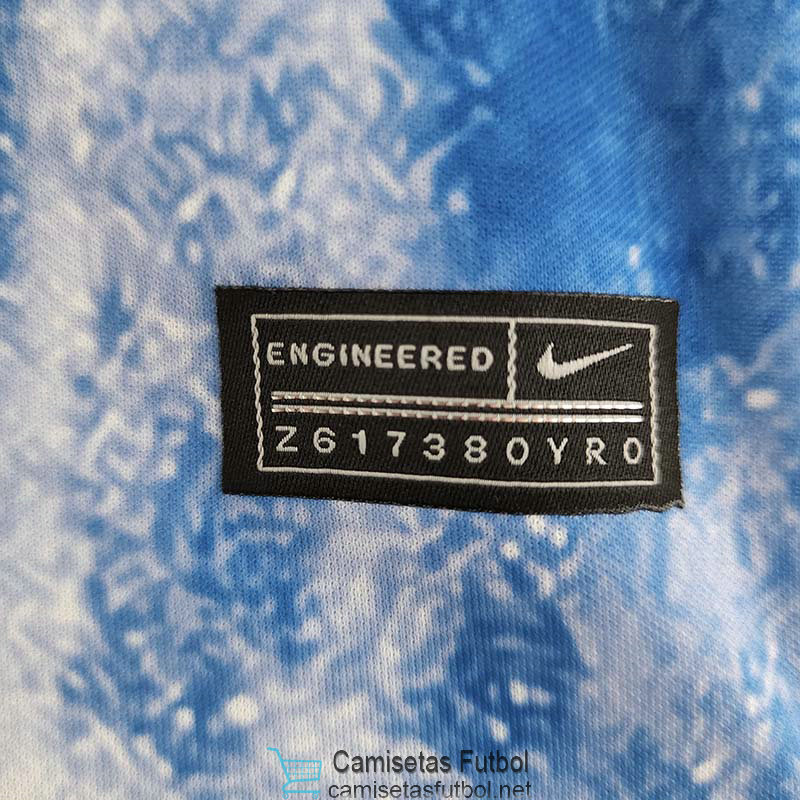 ENGINEERED
Z617380YR0
Camisetas Futbol
camisetasfutbol.net